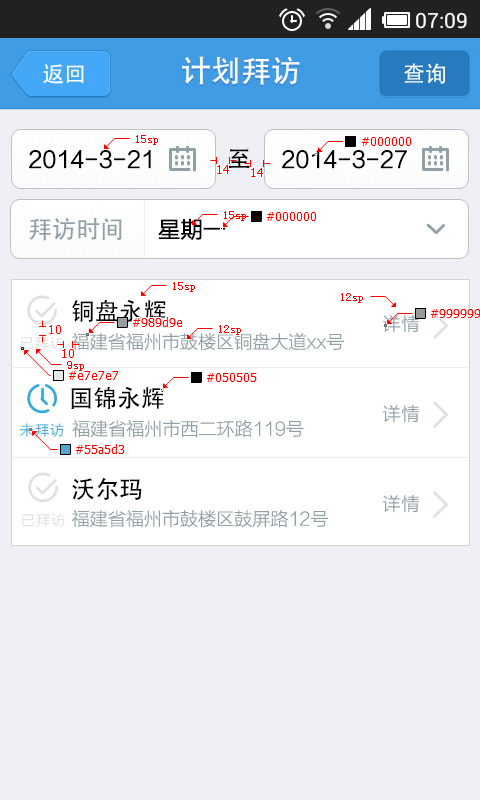 07:09
返回 计划拜访 查询
15sp #000000
2014-3-21 14 至 14 2014-3-27
15sp #000000
拜访时间 星期一
15sp 12sp
铜盘永辉 #999999
#989d9e 12sp 详情
10
已拜访 福建省福州市鼓楼区铜盘大道xx号
10
9sp
#e7e7e7 #050505
国锦永辉
详情
未拜访 福建省福州市西二环路119号
#55a5d3
沃尔玛
详情
已拜访 福建省福州市鼓楼区鼓屏路12号